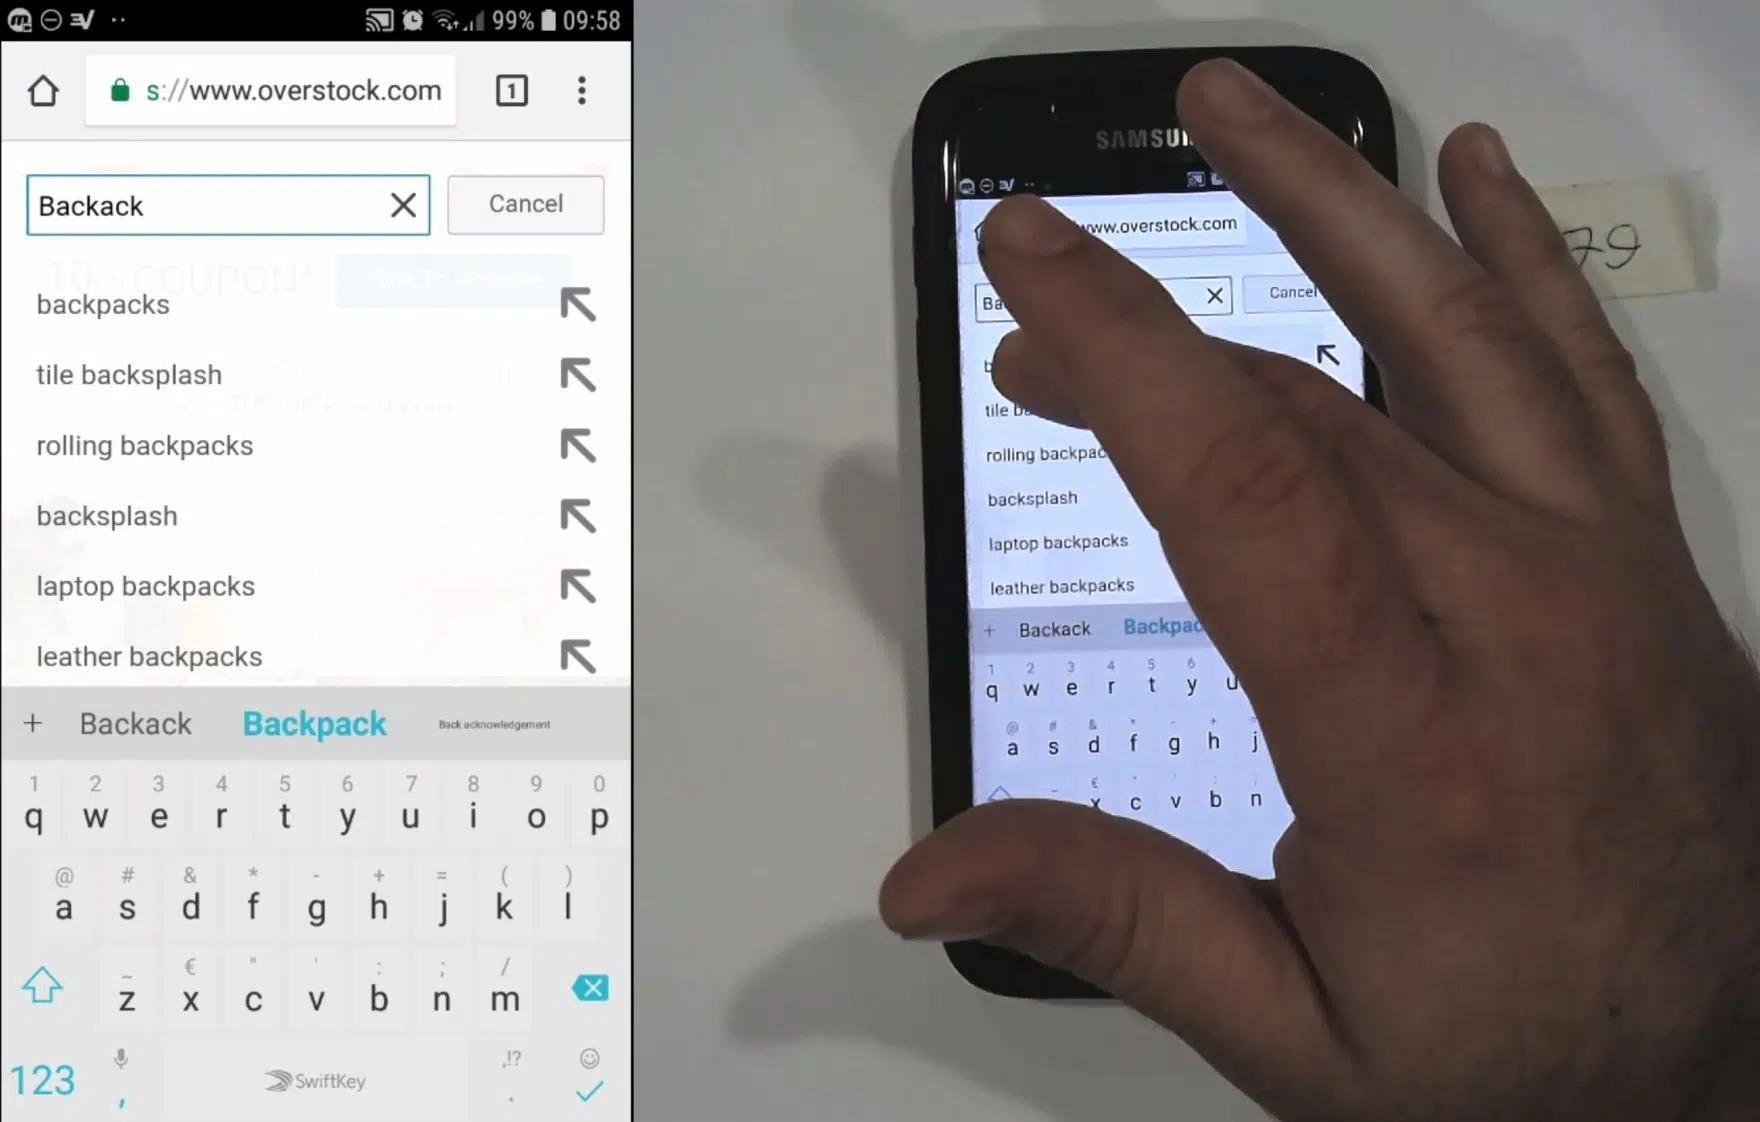 99% 09:58
s://www.overstock.com 1
Backack Cancel
10% COUPON*
backpacks
tile backsplash
rolling backpacks
backsplash
laptop backpacks
leather backpacks
+ Backack Backpack Back acknowledgement
1 2 3 4 5 6 7 8 9 0
q w e r t y u i o p
@ # & * - + = ( )
a s d f g h j k l
_ € " ' : ; /
z x c v b n m
,!?
123 , SwiftKey .
SAMSU
www.overstock.com
Ba Cancel
b
tile ba
rolling backpac
backsplash
laptop backpacks
leather backpacks
+ Backack Backpac
1 2 3 4 5 6
q w e r t y u
@ # & * - + =
a s d f g h j
_ € " ' : ;
x c v b n
79